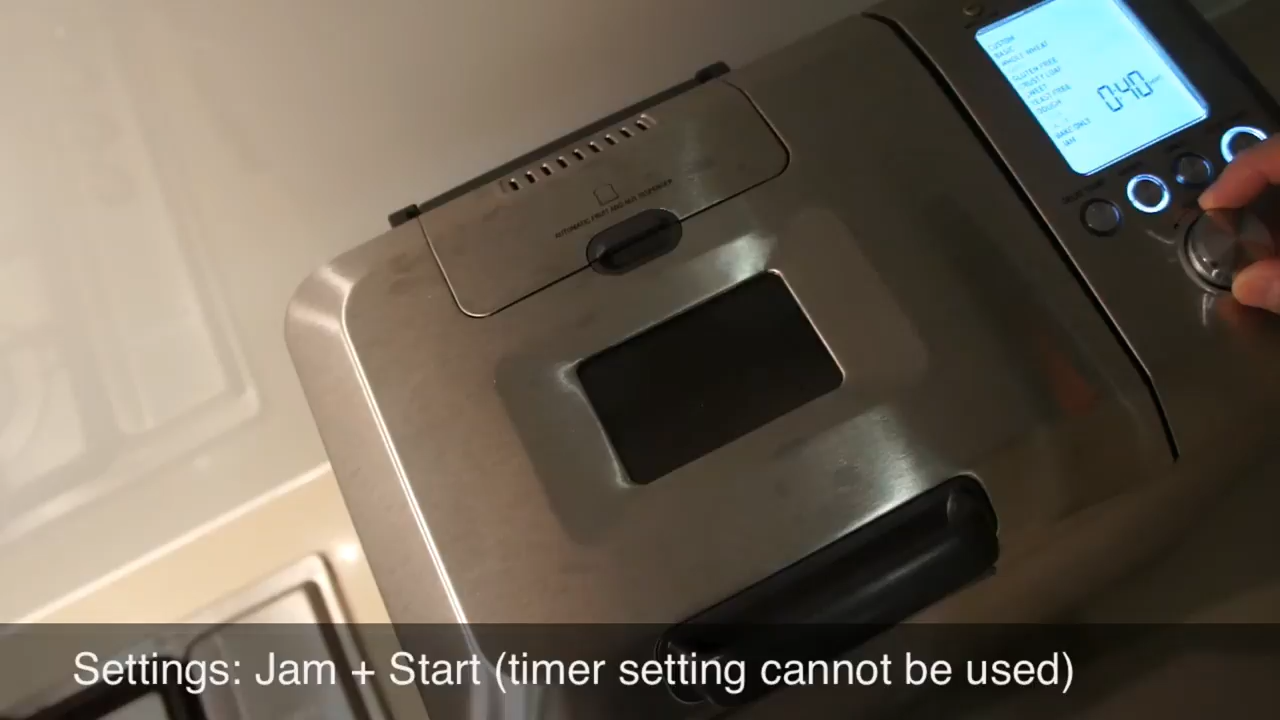 CUSTOM
BASIC
WHOLE WHEAT
GLUTEN FREE
CRUSTY LOAF
SWEET
YEAST FREE
DOUGH
BAKE ONLY
JAM
0:40
AUTOMATIC FRUIT AND NUT DISPENSER
Settings: Jam + Start (timer setting cannot be used)